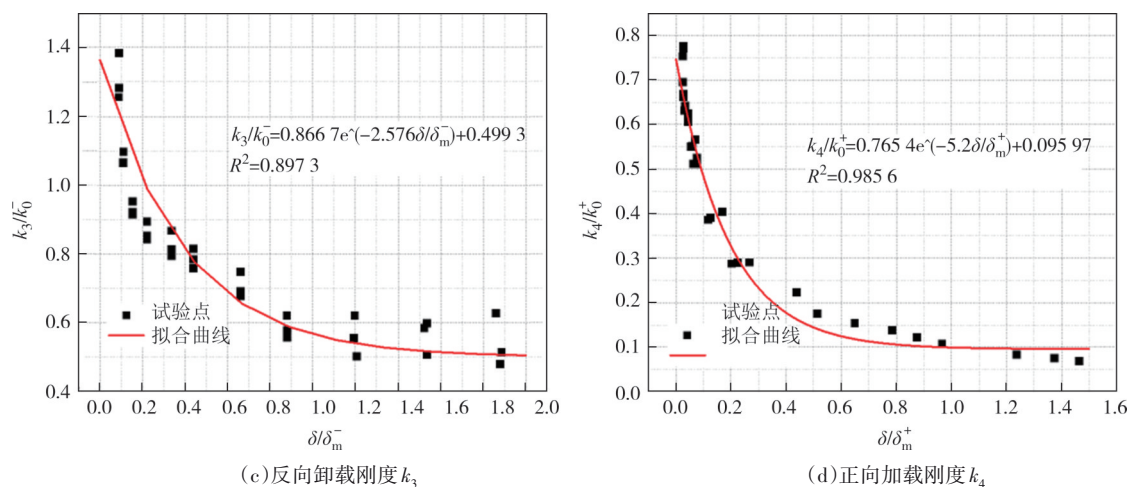 1.4
1.2
1.0
0.8
0.6
0.4
k₃/k₀⁻
k₃/k₀⁻=0.866 7e^(−2.576δ/δₘ⁻)+0.499 3
R²=0.897 3
试验点
拟合曲线
0.0 0.2 0.4 0.6 0.8 1.0 1.2 1.4 1.6 1.8 2.0
δ/δₘ⁻
(c)反向卸载刚度k₃
0.8
0.7
0.6
0.5
0.4
0.3
0.2
0.1
0.0
k₄/k₀⁺
k₄/k₀⁺=0.765 4e^(−5.2δ/δₘ⁺)+0.095 97
R²=0.985 6
试验点
拟合曲线
0.0 0.2 0.4 0.6 0.8 1.0 1.2 1.4 1.6
δ/δₘ⁺
(d)正向加载刚度k₄